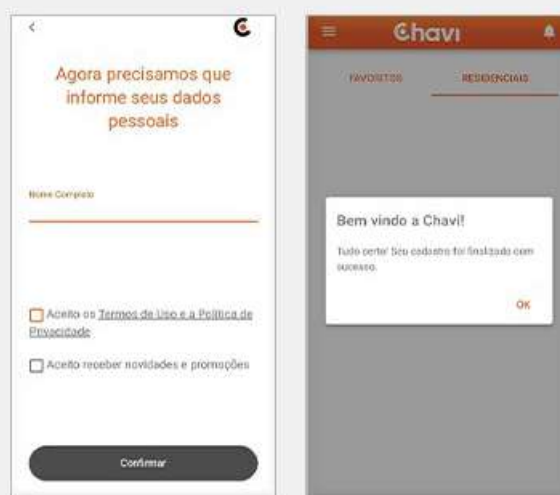 Agora precisamos que
informe seus dados
pessoais
Nome Completo
Aceito os Termos de Uso e a Política de
Privacidade
Aceito receber novidades e promoções
Confirmar
Chavi
FAVORITOS RESIDENCIAIS
Bem vindo a Chavi!
Tudo certo! Seu cadastro foi finalizado com
sucesso.
OK